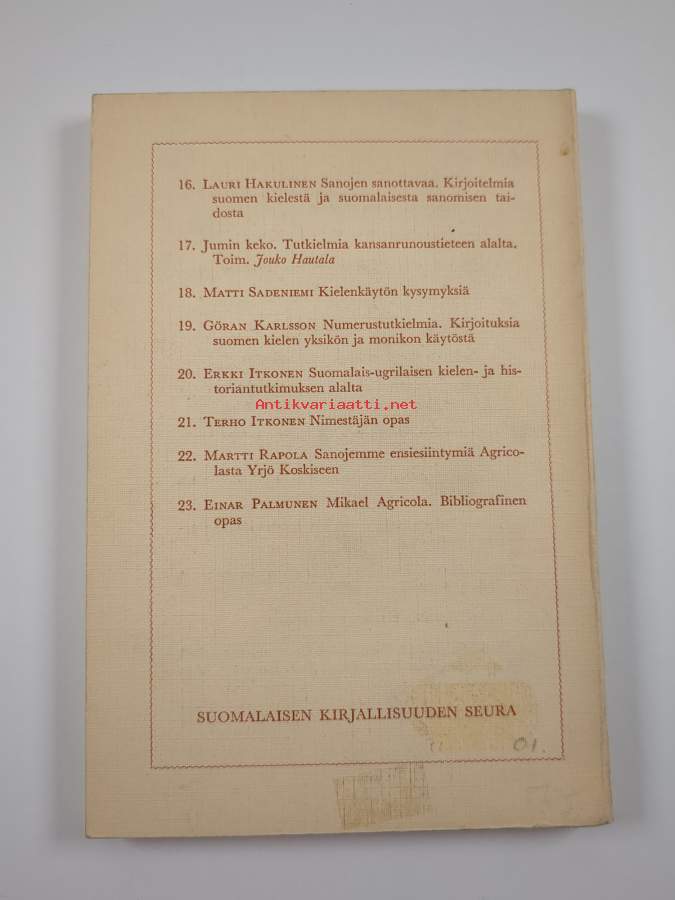 16. LAURI HAKULINEN Sanojen sanottavaa. Kirjoitelmia
suomen kielestä ja suomalaisesta sanomisen tai-
dosta
17. Jumin keko. Tutkielmia kansanrunoustieteen alalta.
Toim. Jouko Hautala
18. MATTI SADENIEMI Kielenkäytön kysymyksiä
19. GÖRAN KARLSSON Numerustutkielmia. Kirjoituksia
suomen kielen yksikön ja monikon käytöstä
20. ERKKI ITKONEN Suomalais-ugrilaisen kielen- ja his-
toriantutkimuksen alalta
Antikvariaatti.net
21. TERHO ITKONEN Nimestäjän opas
22. MARTTI RAPOLA Sanojemme ensiesiintymiä Agrico-
lasta Yrjö Koskiseen
23. EINAR PALMUNEN Mikael Agricola. Bibliografinen
opas
SUOMALAISEN KIRJALLISUUDEN SEURA
01.